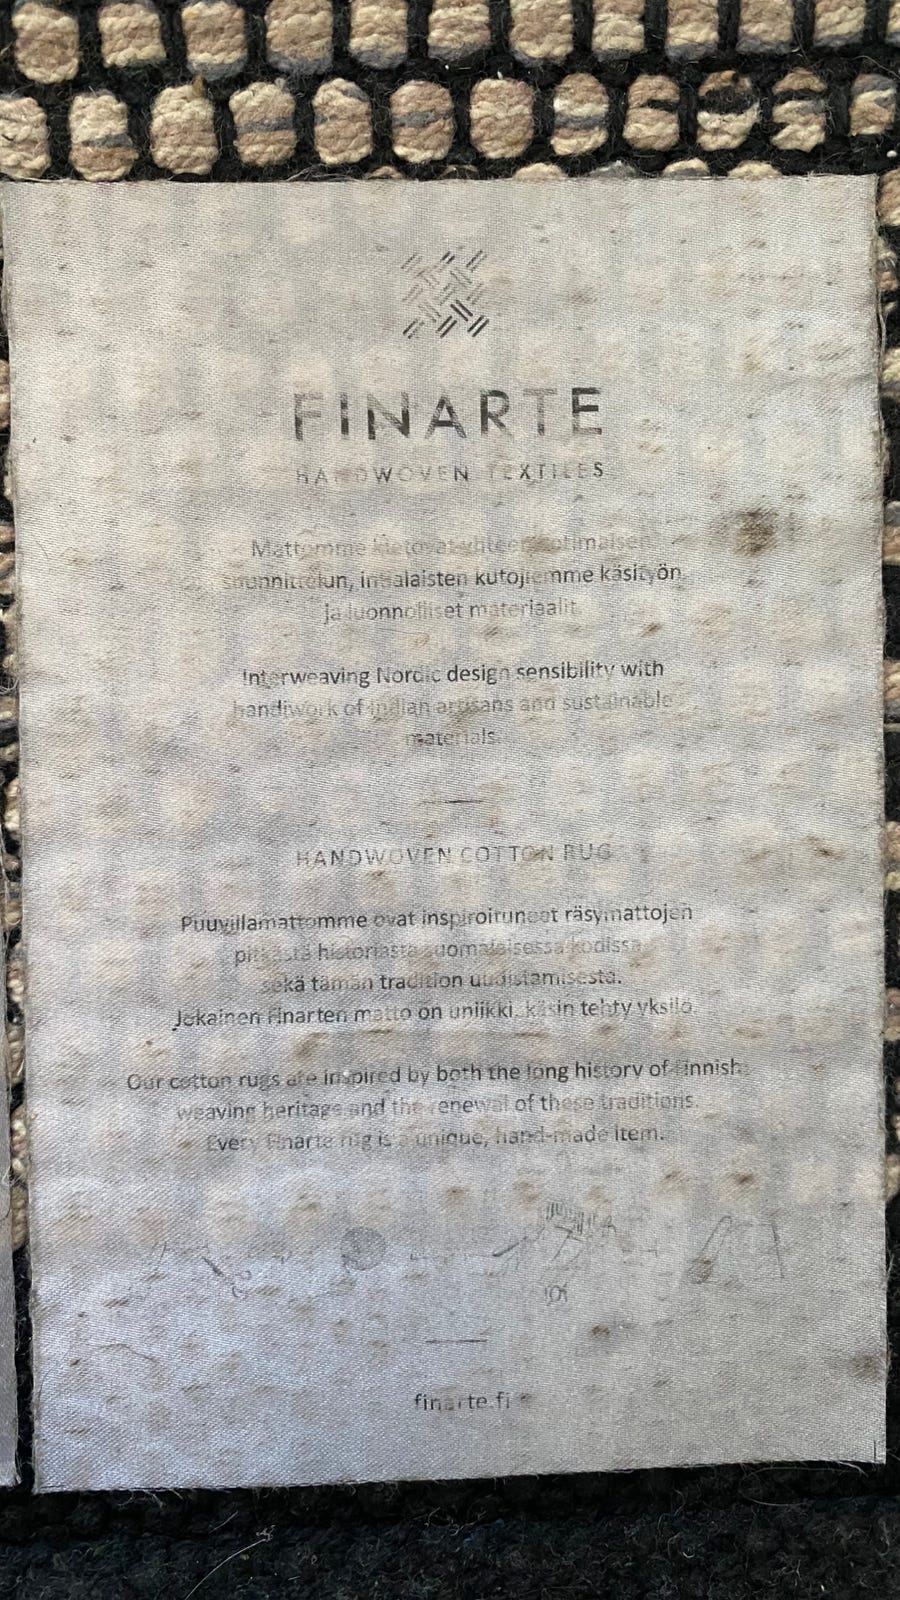 FINARTE
HANDWOVEN TEXTILES
Mattomme kietovat yhteen optimaisen
suunnittelun, intialaisten kutojiemme käsityön
ja luonnolliset materiaalit.
Interweaving Nordic design sensibility with
handiwork of Indian artisans and sustainable
materials.
HANDWOVEN COTTON RUG
Puuvillamattomme ovat inspiroituneet räsymattojen
pitkästä historiasta suomalaisessa kodissa
sekä tämän tradition uudistamisesta.
Jokainen Finarten matto on uniikki, käsin tehty yksilö.
Our cotton rugs are inspired by both the long history of Finnish
weaving heritage and the renewal of these traditions.
Every Finarte rug is a unique, hand-made item.
finarte.fi